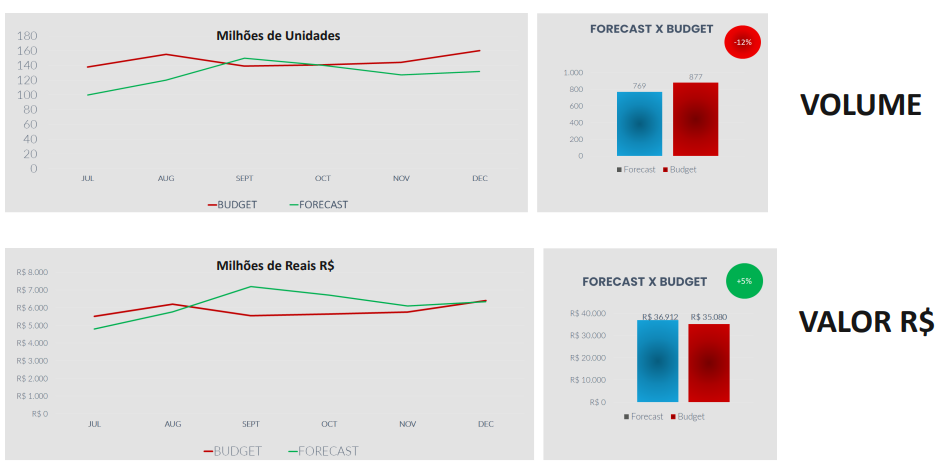 Milhões de Unidades
180
160
140
120
100
80
60
40
20
0
JUL AUG SEPT OCT NOV DEC
BUDGET FORECAST
FORECAST X BUDGET
-12%
1.000
800
600
400
200
0
769 877
Forecast Budget
VOLUME
Milhões de Reais R$
R$ 8.000
R$ 7.000
R$ 6.000
R$ 5.000
R$ 4.000
R$ 3.000
R$ 2.000
R$ 1.000
R$ 0
JUL AUG SEPT OCT NOV DEC
BUDGET FORECAST
FORECAST X BUDGET
+5%
R$ 40.000
R$ 30.000
R$ 20.000
R$ 10.000
R$ 0
R$ 36.912 R$ 35.080
Forecast Budget
VALOR R$